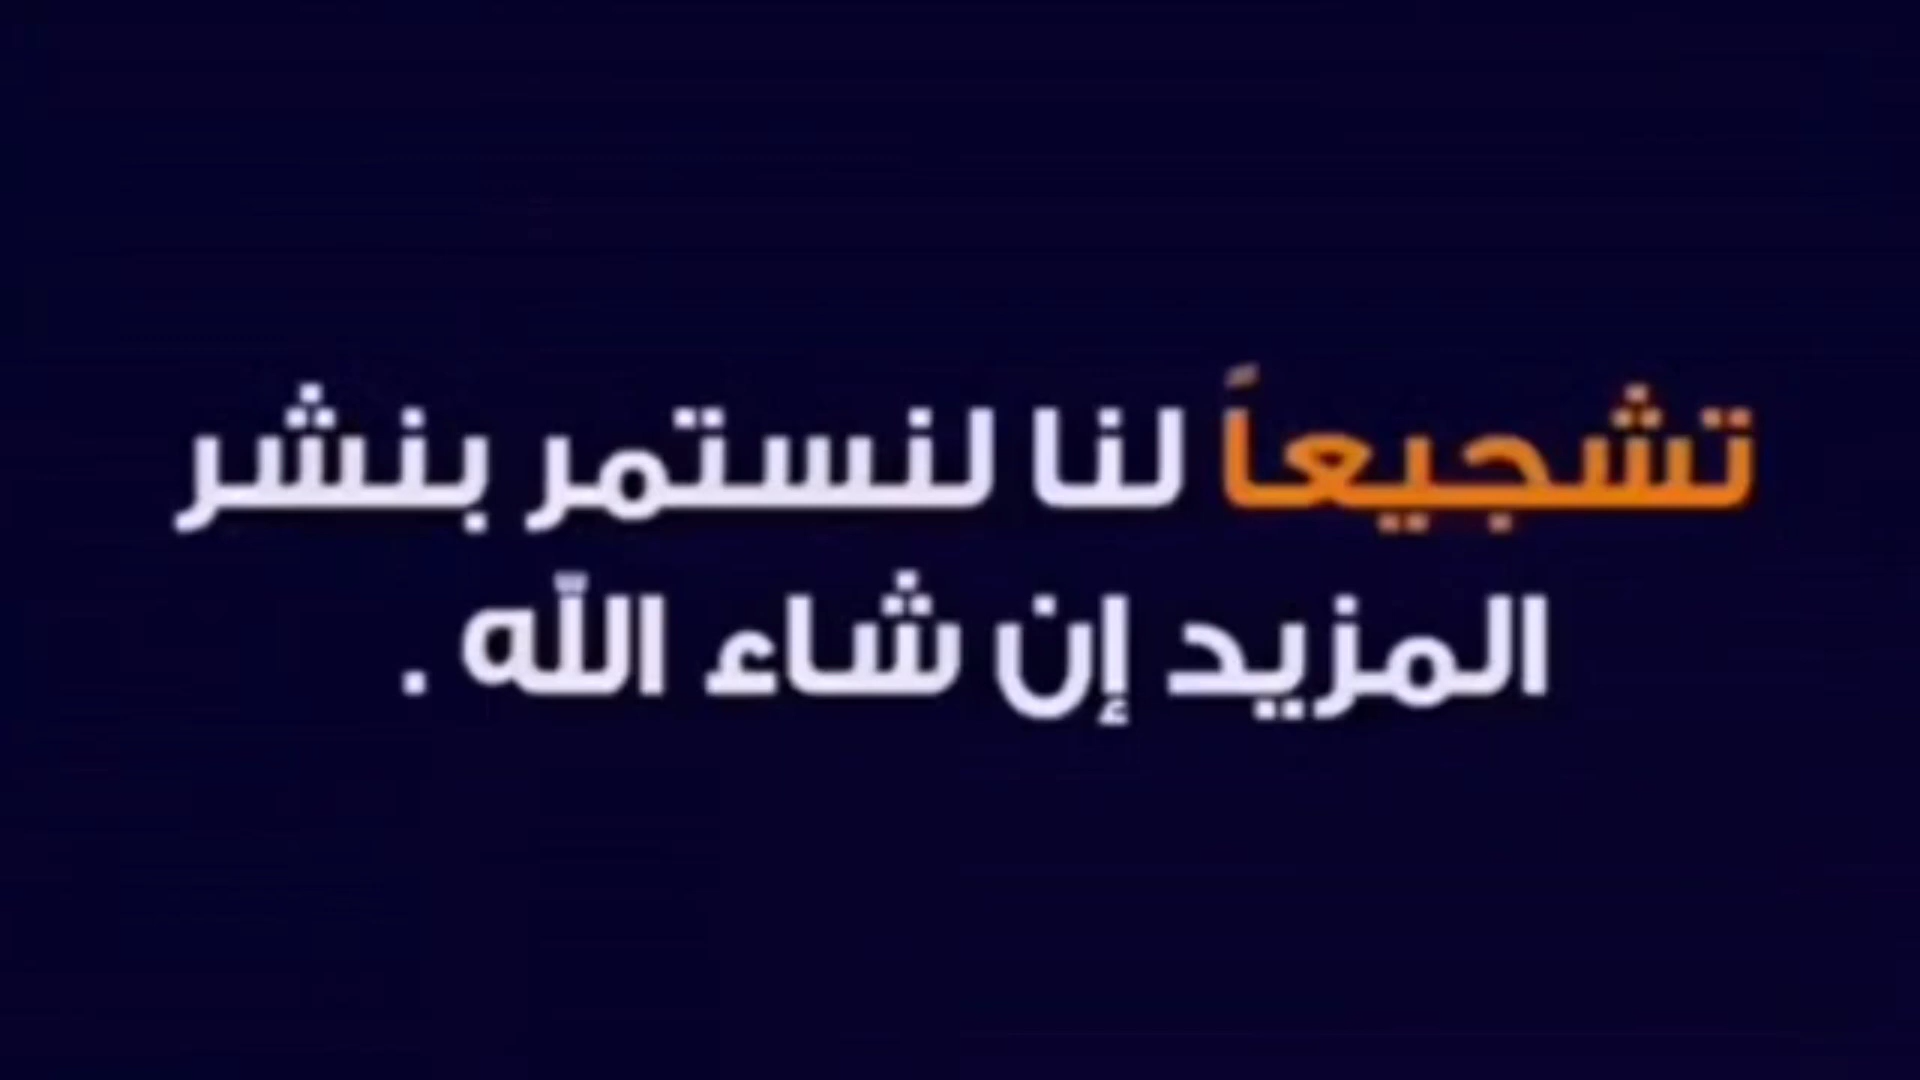 تشجيعاً لنا لنستمر بنشر
المزيد إن شاء الله .